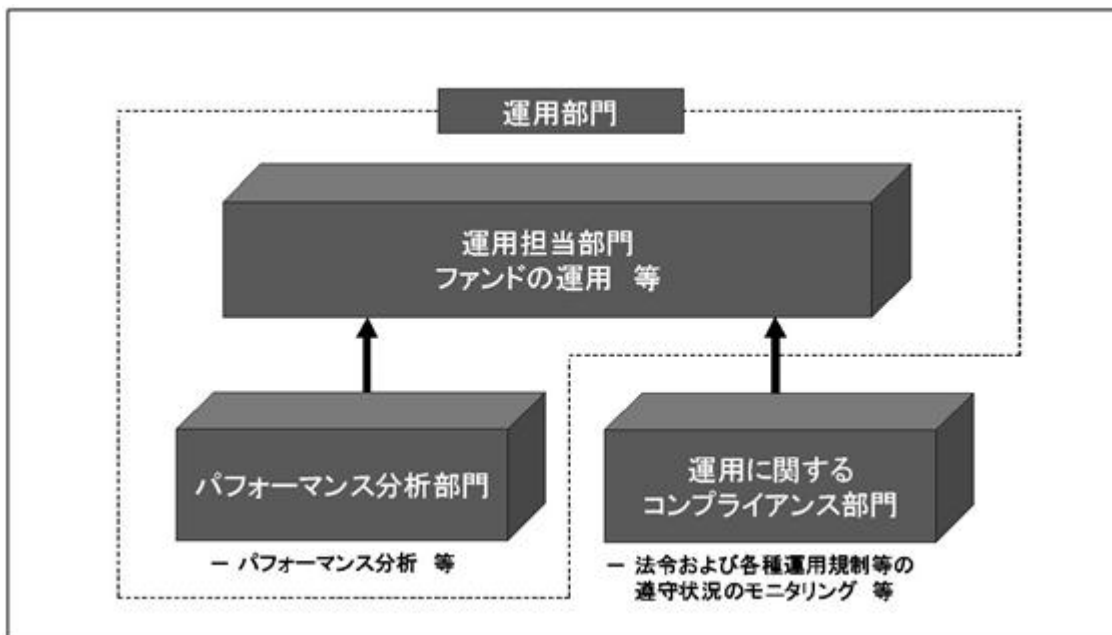 運用部門
運用担当部門
ファンドの運用　等
パフォーマンス分析部門
－ パフォーマンス分析　等
運用に関する
コンプライアンス部門
－ 法令および各種運用規制等の
遵守状況のモニタリング　等